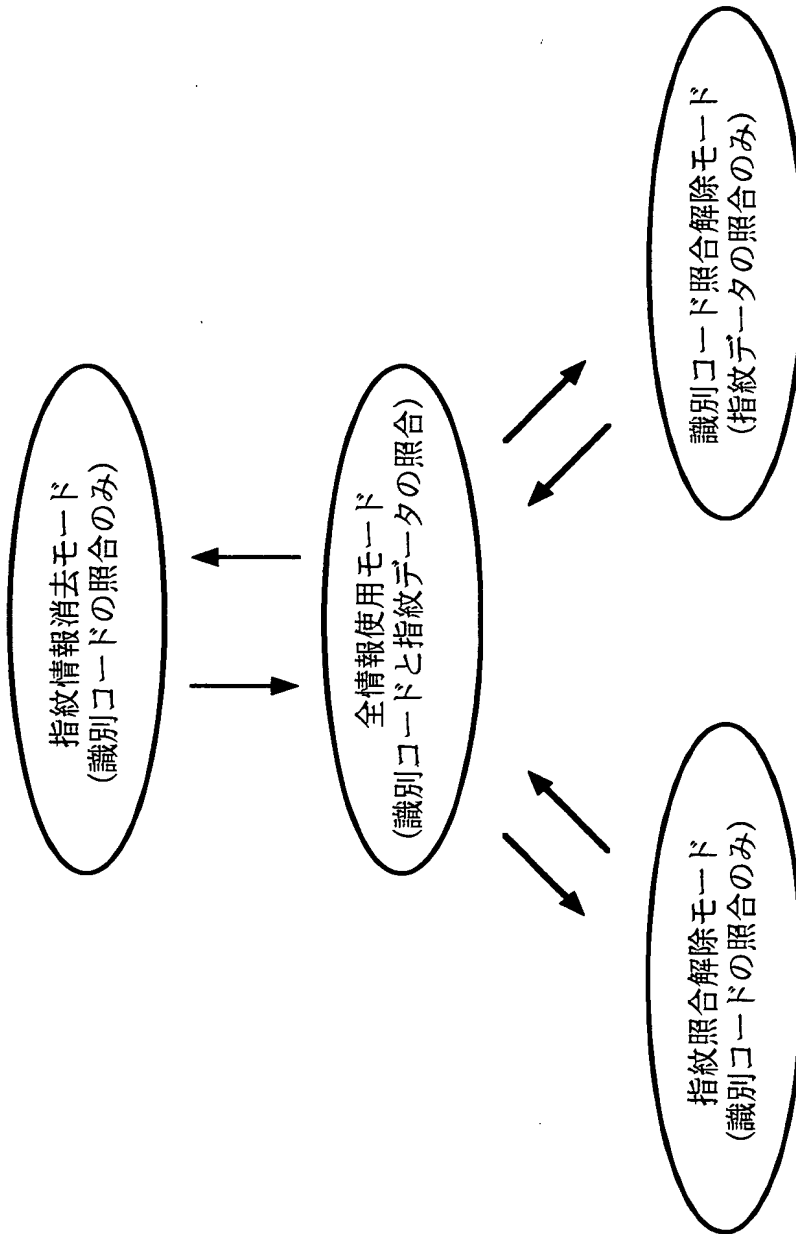 指紋情報消去モード
(識別コードの照合のみ)
全情報使用モード
(識別コードと指紋データの照合)
指紋照合解除モード
(識別コードの照合のみ)
識別コード照合解除モード
(指紋データの照合のみ)